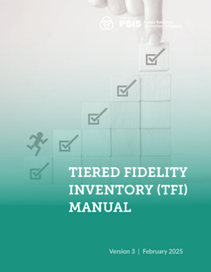 PBIS
TIERED FIDELITY
INVENTORY (TFI)
MANUAL
Version 3 | February 2025